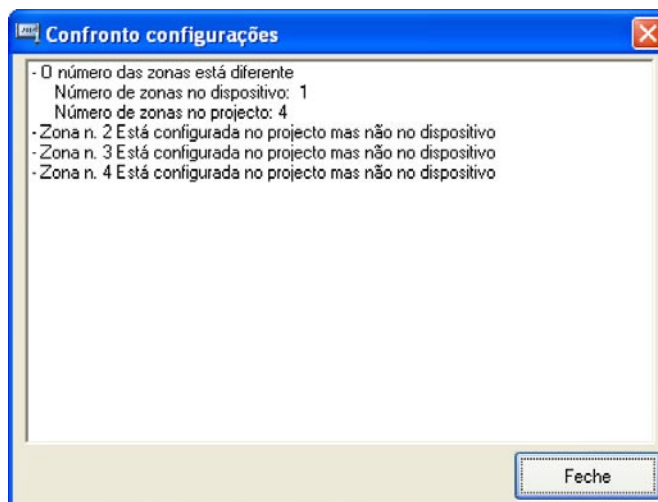 Confronto configurações
- O número das zonas está diferente
Número de zonas no dispositivo: 1
Número de zonas no projecto: 4
- Zona n. 2 Está configurada no projecto mas não no dispositivo
- Zona n. 3 Está configurada no projecto mas não no dispositivo
- Zona n. 4 Está configurada no projecto mas não no dispositivo
Feche